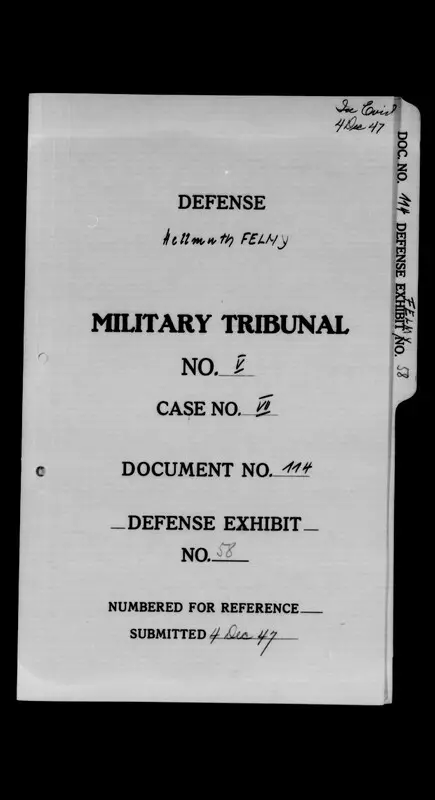 In Evid
4 Dec 47
DEFENSE
Hellmuth FELMY
MILITARY TRIBUNAL
NO. V
CASE NO. VII
DOCUMENT NO. 114
DEFENSE EXHIBIT
NO. 58
NUMBERED FOR REFERENCE
SUBMITTED 4 Dec 47
DOC. NO. 114 DEFENSE EXHIBIT NO. 58
FELMY